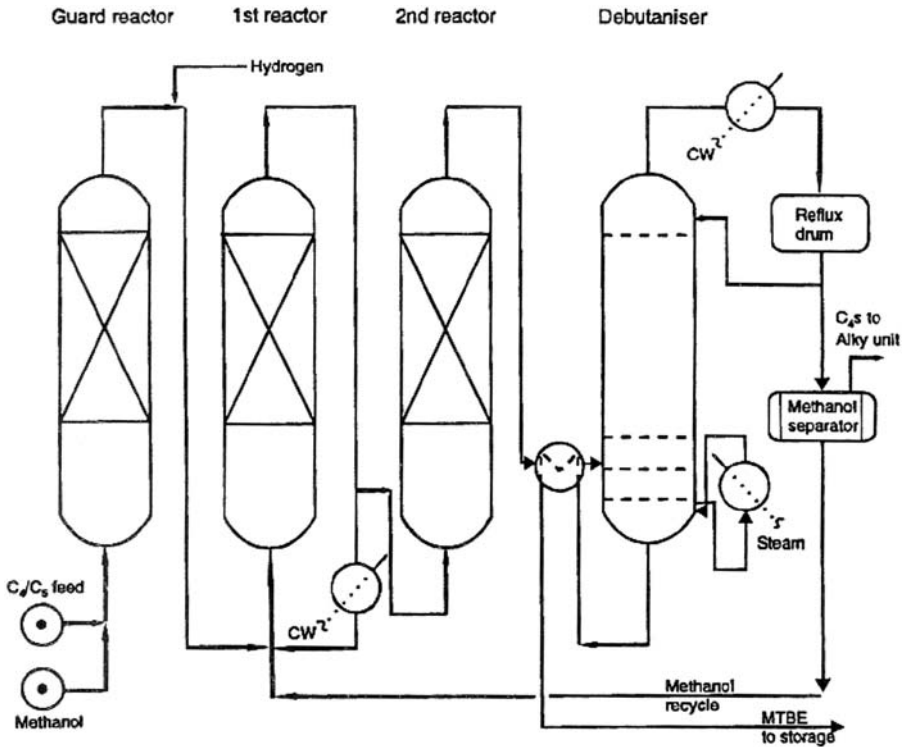 Guard reactor
1st reactor
2nd reactor
Debutaniser
Hydrogen
CW
Reflux
drum
C₄s to
Alky unit
Methanol
separator
Steam
C₄/C₅ feed
CW
Methanol
Methanol
recycle
MTBE
to storage